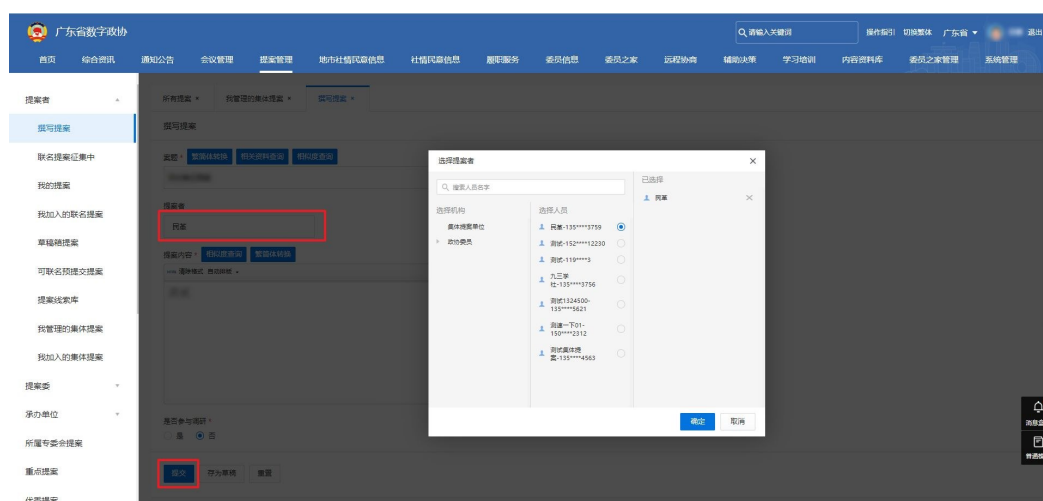 广东省数字政协
请输入关键词
操作指引 切换繁体 广东省 退出
首页 综合资讯 通知公告 会议管理 提案管理 地市社情民意信息 社情民意信息 履职服务 委员信息 委员之家 远程协商 辅助决策 学习培训 内容资料库 委员之家管理 系统管理
提案者
撰写提案
联名提案征集中
我的提案
我加入的联名提案
草稿箱提案
可联名预提交提案
提案线索库
我管理的集体提案
我加入的集体提案
提案委
承办单位
所属专委会提案
重点提案
优秀提案
所有提案 × 我管理的集体提案 × 撰写提案 ×
撰写提案
案题 * 繁简体转换 相关资料查询 相似度查询
提案者
民革
提案内容 * 相似度查询 繁简体转换
清除格式 自动排版
是否参与调研 *
是 否
提交 存为草稿 重置
选择提案者 ×
搜索人员名字
选择机构
集体提案单位
政协委员
选择人员
民革-135****3759
测试-152****12230
测试-119****3
九三学
社-135****3756
测试1324500-
135****5621
测速一下01-
150****2312
测试集体提
案-135****4563
已选择
民革 ×
确定 取消